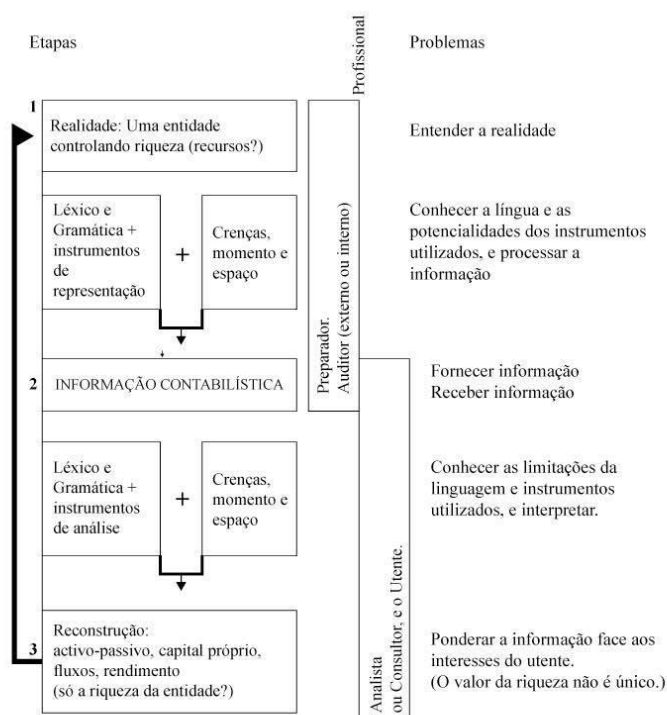 Etapas
Profissional
Problemas
1
Realidade: Uma entidade
controlando riqueza (recursos?)
Entender a realidade
Léxico e
Gramática +
instrumentos
de
representação
+
Crenças,
momento e
espaço
Preparador.
Auditor (externo ou interno)
Conhecer a língua e as
potencialidades dos instrumentos
utilizados, e processar a
informação
2
INFORMAÇÃO CONTABILÍSTICA
Fornecer informação
Receber informação
Léxico e
Gramática +
instrumentos
de análise
+
Crenças,
momento e
espaço
Conhecer as limitações da
linguagem e instrumentos
utilizados, e interpretar.
3
Reconstrução:
activo-passivo, capital próprio,
fluxos, rendimento
(só a riqueza da entidade?)
Analista
ou Consultor, e o Utente.
Ponderar a informação face aos
interesses do utente.
(O valor da riqueza não é único.)